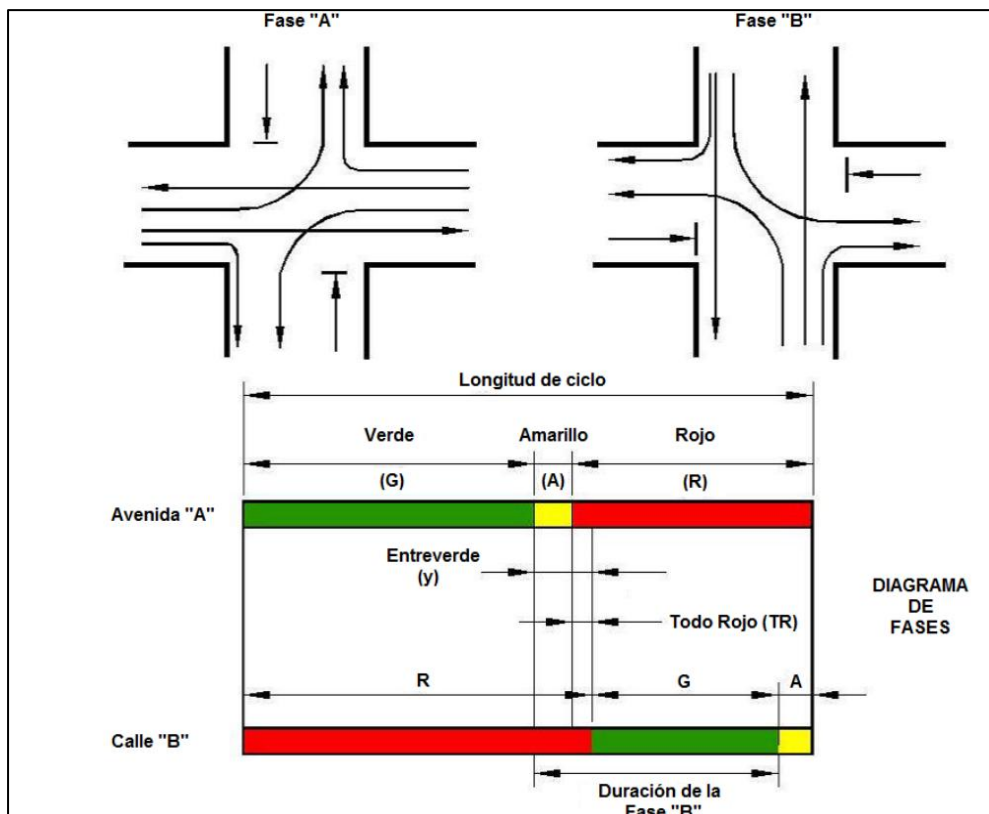 Fase "A"
Fase "B"
Longitud de ciclo
Verde
Amarillo
Rojo
(G)
(A)
(R)
Avenida "A"
Entreverde
(y)
Todo Rojo (TR)
DIAGRAMA
DE
FASES
R
G
A
Calle "B"
Duración de la
Fase "B"